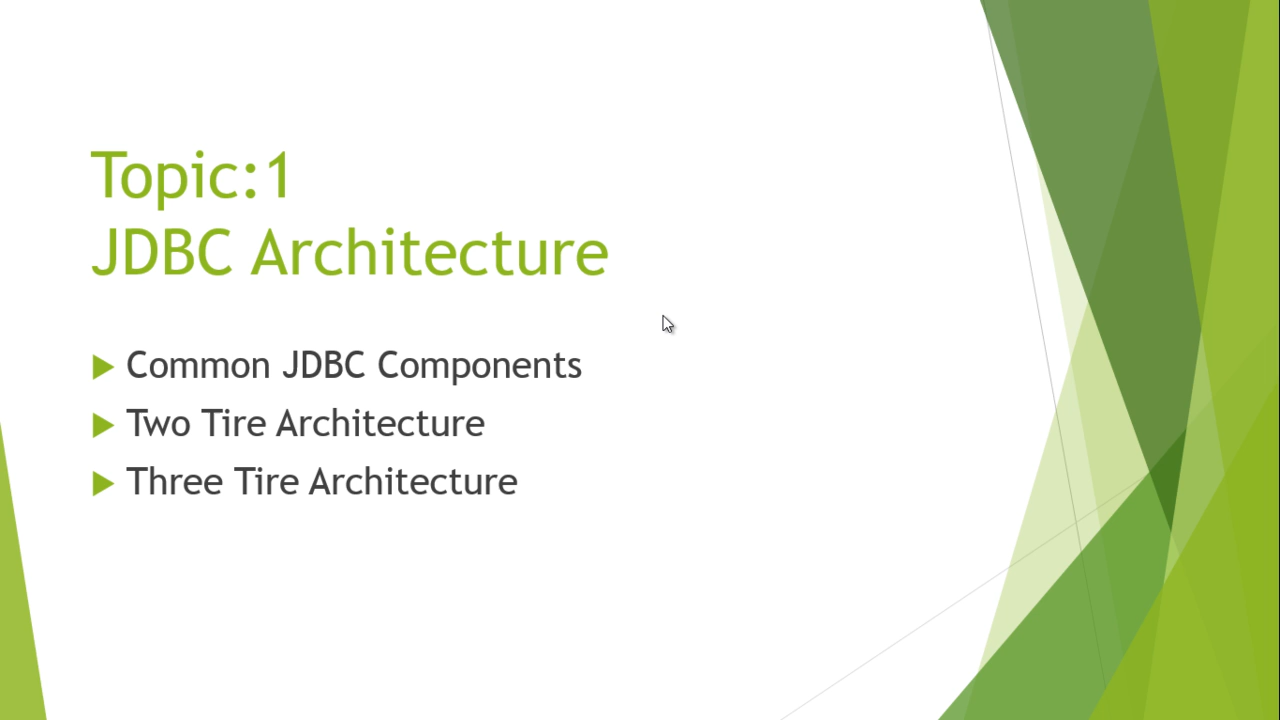 Topic:1
JDBC Architecture
Common JDBC Components
Two Tire Architecture
Three Tire Architecture